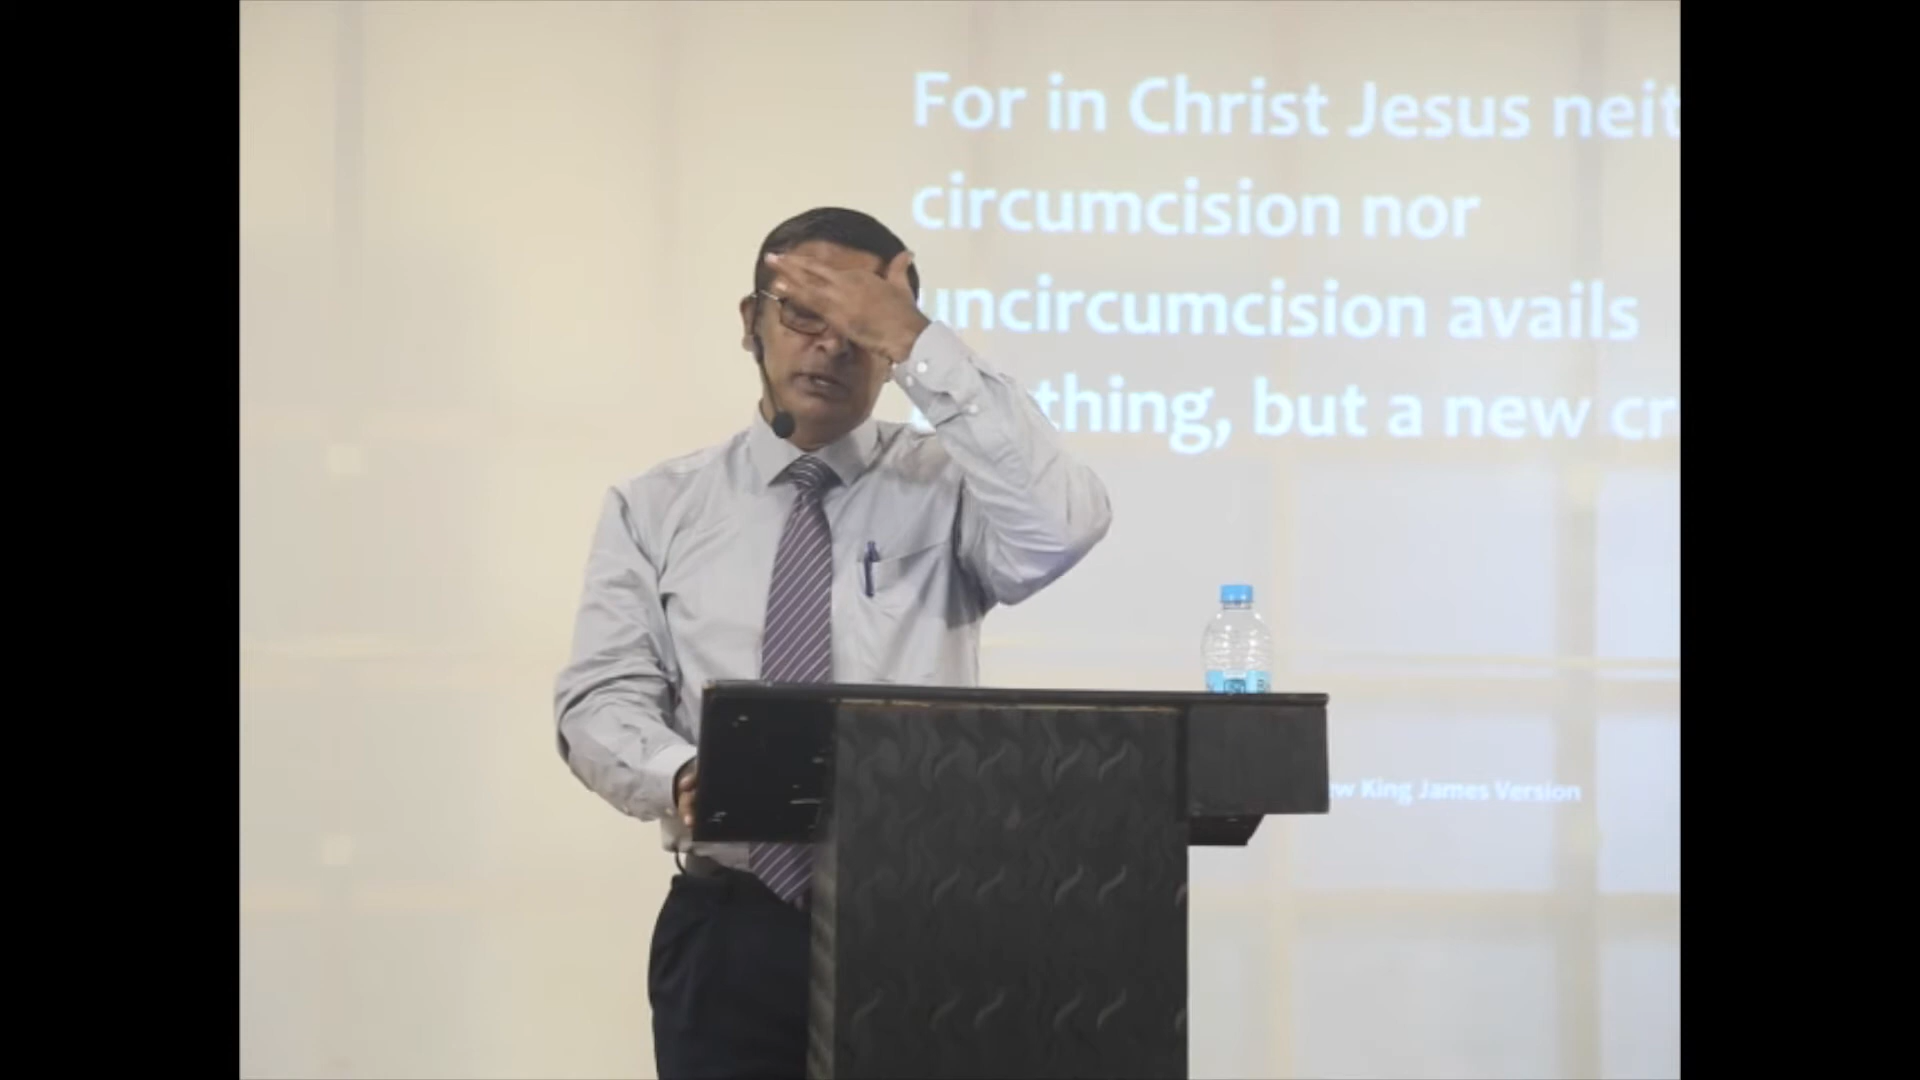 For in Christ Jesus neit
circumcision nor
uncircumcision avails
thing, but a new cr
ew King James Version